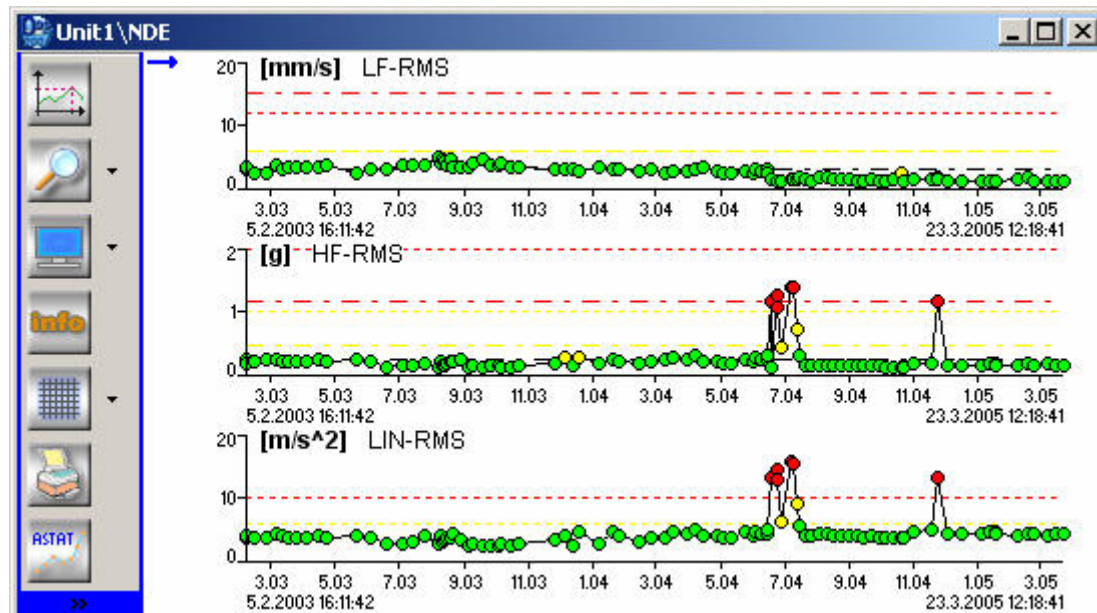 Unit1\NDE
20 [mm/s] LF-RMS
10
0
3.03 5.03 7.03 9.03 11.03 1.04 3.04 5.04 7.04 9.04 11.04 1.05 3.05
5.2.2003 16:11:42 23.3.2005 12:18:41
2 [g] HF-RMS
1
0
3.03 5.03 7.03 9.03 11.03 1.04 3.04 5.04 7.04 9.04 11.04 1.05 3.05
5.2.2003 16:11:42 23.3.2005 12:18:41
20 [m/s^2] LIN-RMS
10
0
3.03 5.03 7.03 9.03 11.03 1.04 3.04 5.04 7.04 9.04 11.04 1.05 3.05
5.2.2003 16:11:42 23.3.2005 12:18:41
info
ASTAT
>>